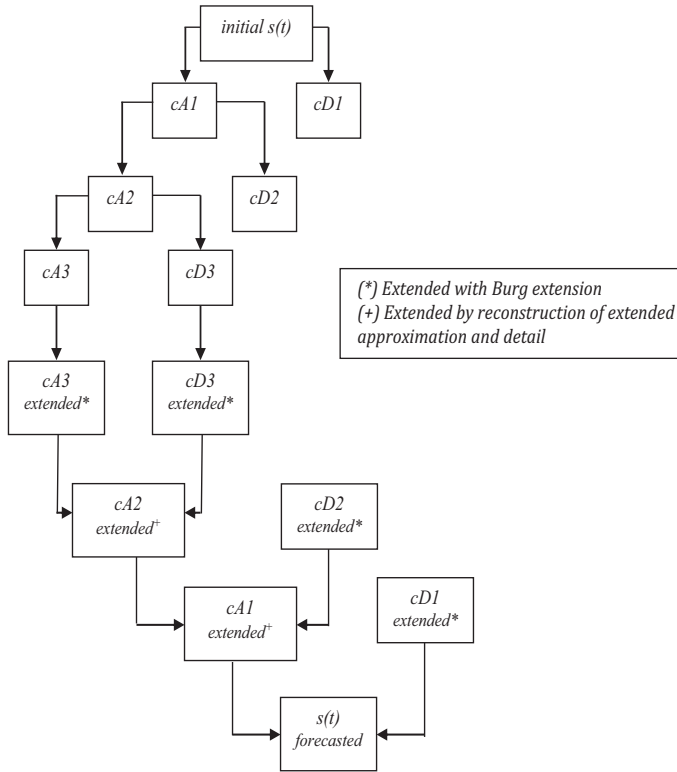 initial s(t)
cA1
cD1
cA2
cD2
cA3
cD3
(*) Extended with Burg extension
(+) Extended by reconstruction of extended
approximation and detail
cA3
extended*
cD3
extended*
cA2
extended⁺
cD2
extended*
cA1
extended⁺
cD1
extended*
s(t)
forecasted